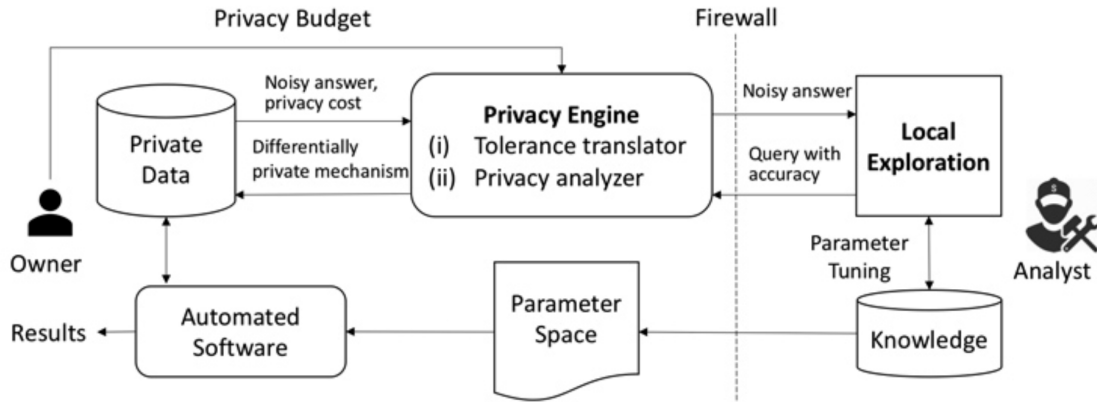 Privacy Budget
Firewall
Noisy answer,
privacy cost
Differentially
private mechanism
Private
Data
Privacy Engine
(i) Tolerance translator
(ii) Privacy analyzer
Noisy answer
Query with
accuracy
Local
Exploration
S
Owner
Parameter
Tuning
Analyst
Results
Automated
Software
Parameter
Space
Knowledge